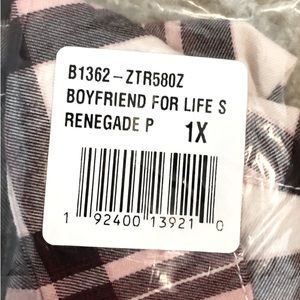 B1362-ZTR580Z
BOYFRIEND FOR LIFE S
RENEGADE P 1X
1 92400 13921 0